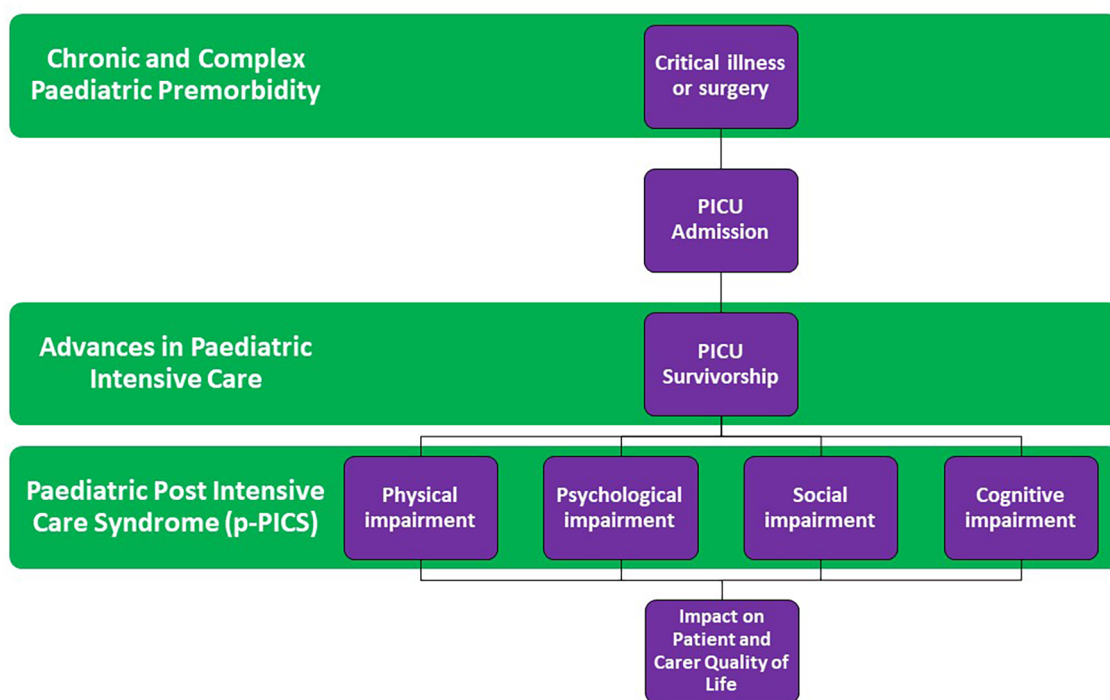 Chronic and Complex
Paediatric Premorbidity
Critical illness
or surgery
PICU
Admission
Advances in Paediatric
Intensive Care
PICU
Survivorship
Paediatric Post Intensive
Care Syndrome (p-PICS)
Physical
impairment
Psychological
impairment
Social
impairment
Cognitive
impairment
Impact on
Patient and
Carer Quality of
Life